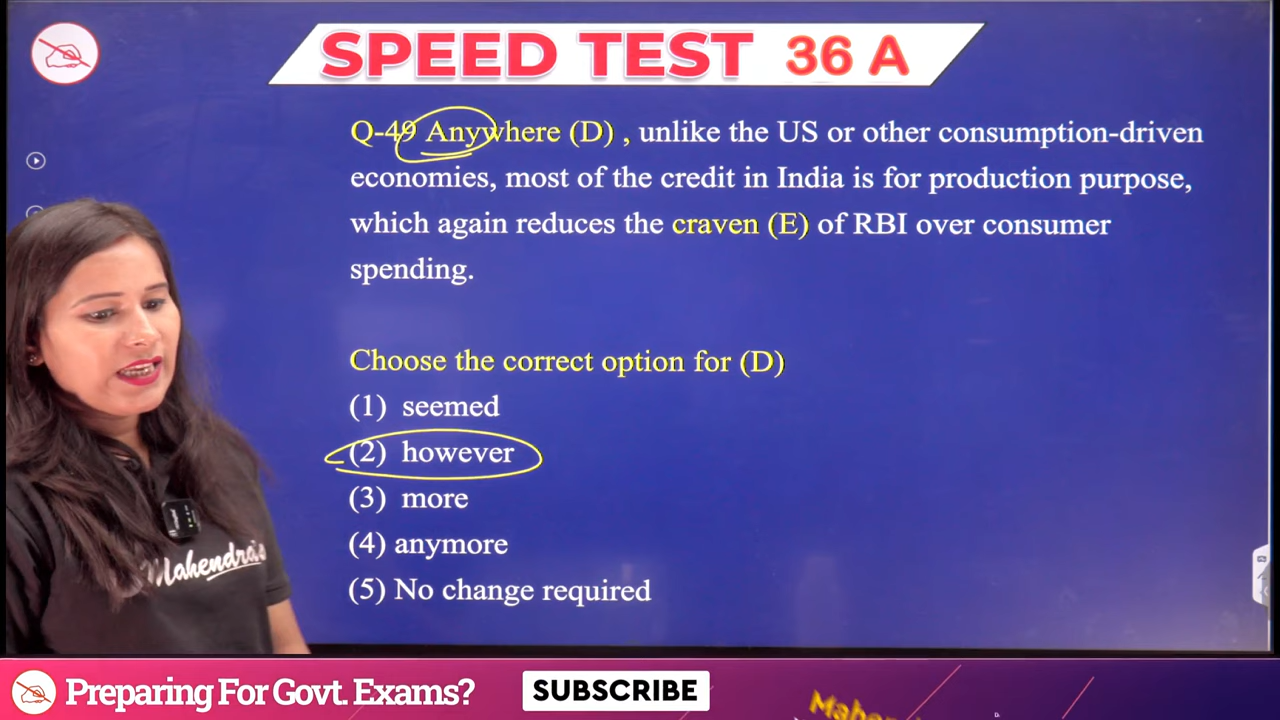 SPEED TEST 36 A
Q-49 Anywhere (D) , unlike the US or other consumption-driven
economies, most of the credit in India is for production purpose,
which again reduces the craven (E) of RBI over consumer
spending.
Choose the correct option for (D)
(1) seemed
(2) however
(3) more
(4) anymore
(5) No change required
Mahendra's
Preparing For Govt. Exams?
SUBSCRIBE